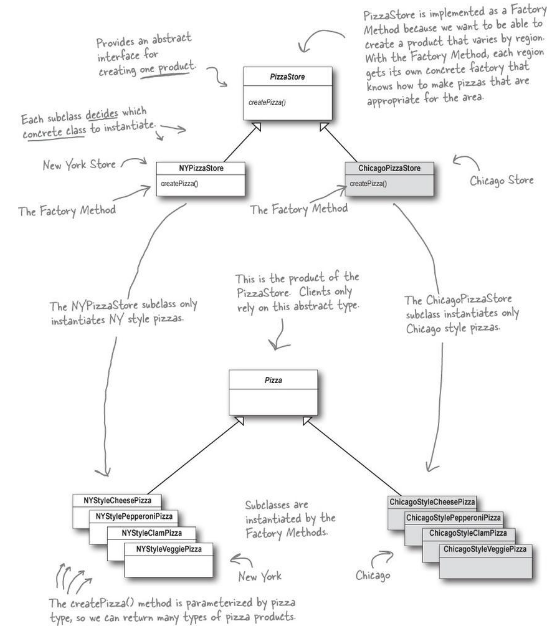 PizzaStore is implemented as a Factory
Method because we want to be able to
create a product that varies by region.
With the Factory Method, each region
gets its own concrete factory that
knows how to make pizzas that are
appropriate for the area.
Provides an abstract
interface for
creating one product.
PizzaStore
createPizza()
Each subclass decides which
concrete class to instantiate.
New York Store
NYPizzaStore
createPizza()
The Factory Method
ChicagoPizzaStore
createPizza()
Chicago Store
The Factory Method
The NYPizzaStore subclass only
instantiates NY style pizzas.
This is the product of the
PizzaStore. Clients only
rely on this abstract type.
The ChicagoPizzaStore
subclass instantiates only
Chicago style pizzas.
Pizza
NYStyleCheesePizza
NYStylePepperoniPizza
NYStyleClamPizza
NYStyleVeggiePizza
Subclasses are
instantiated by the
Factory Methods.
ChicagoStyleCheesePizza
ChicagoStylePepperoniPizza
ChicagoStyleClamPizza
ChicagoStyleVeggiePizza
New York
Chicago
The createPizza() method is parameterized by pizza
type, so we can return many types of pizza products.